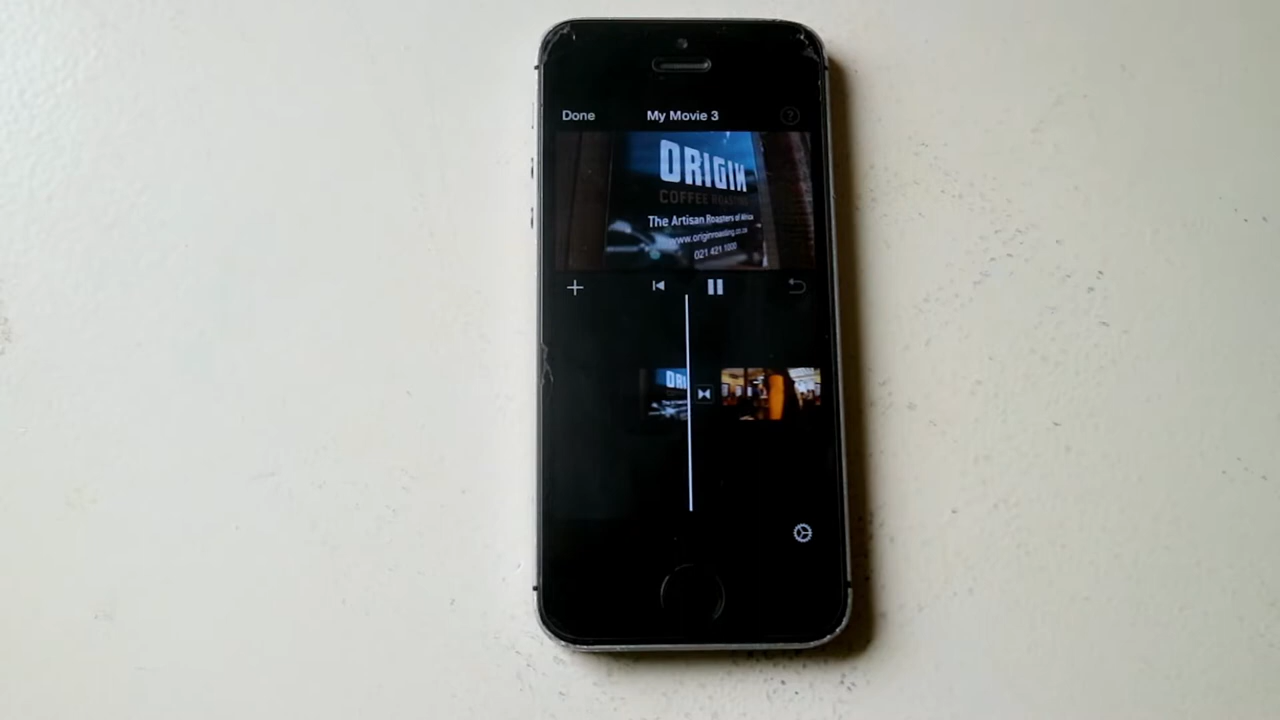 Done My Movie 3 ?
ORIGIN
COFFEE ROASTING
The Artisan Roasters of Africa
www.originroasting.co.za
021 421 1000
ORI